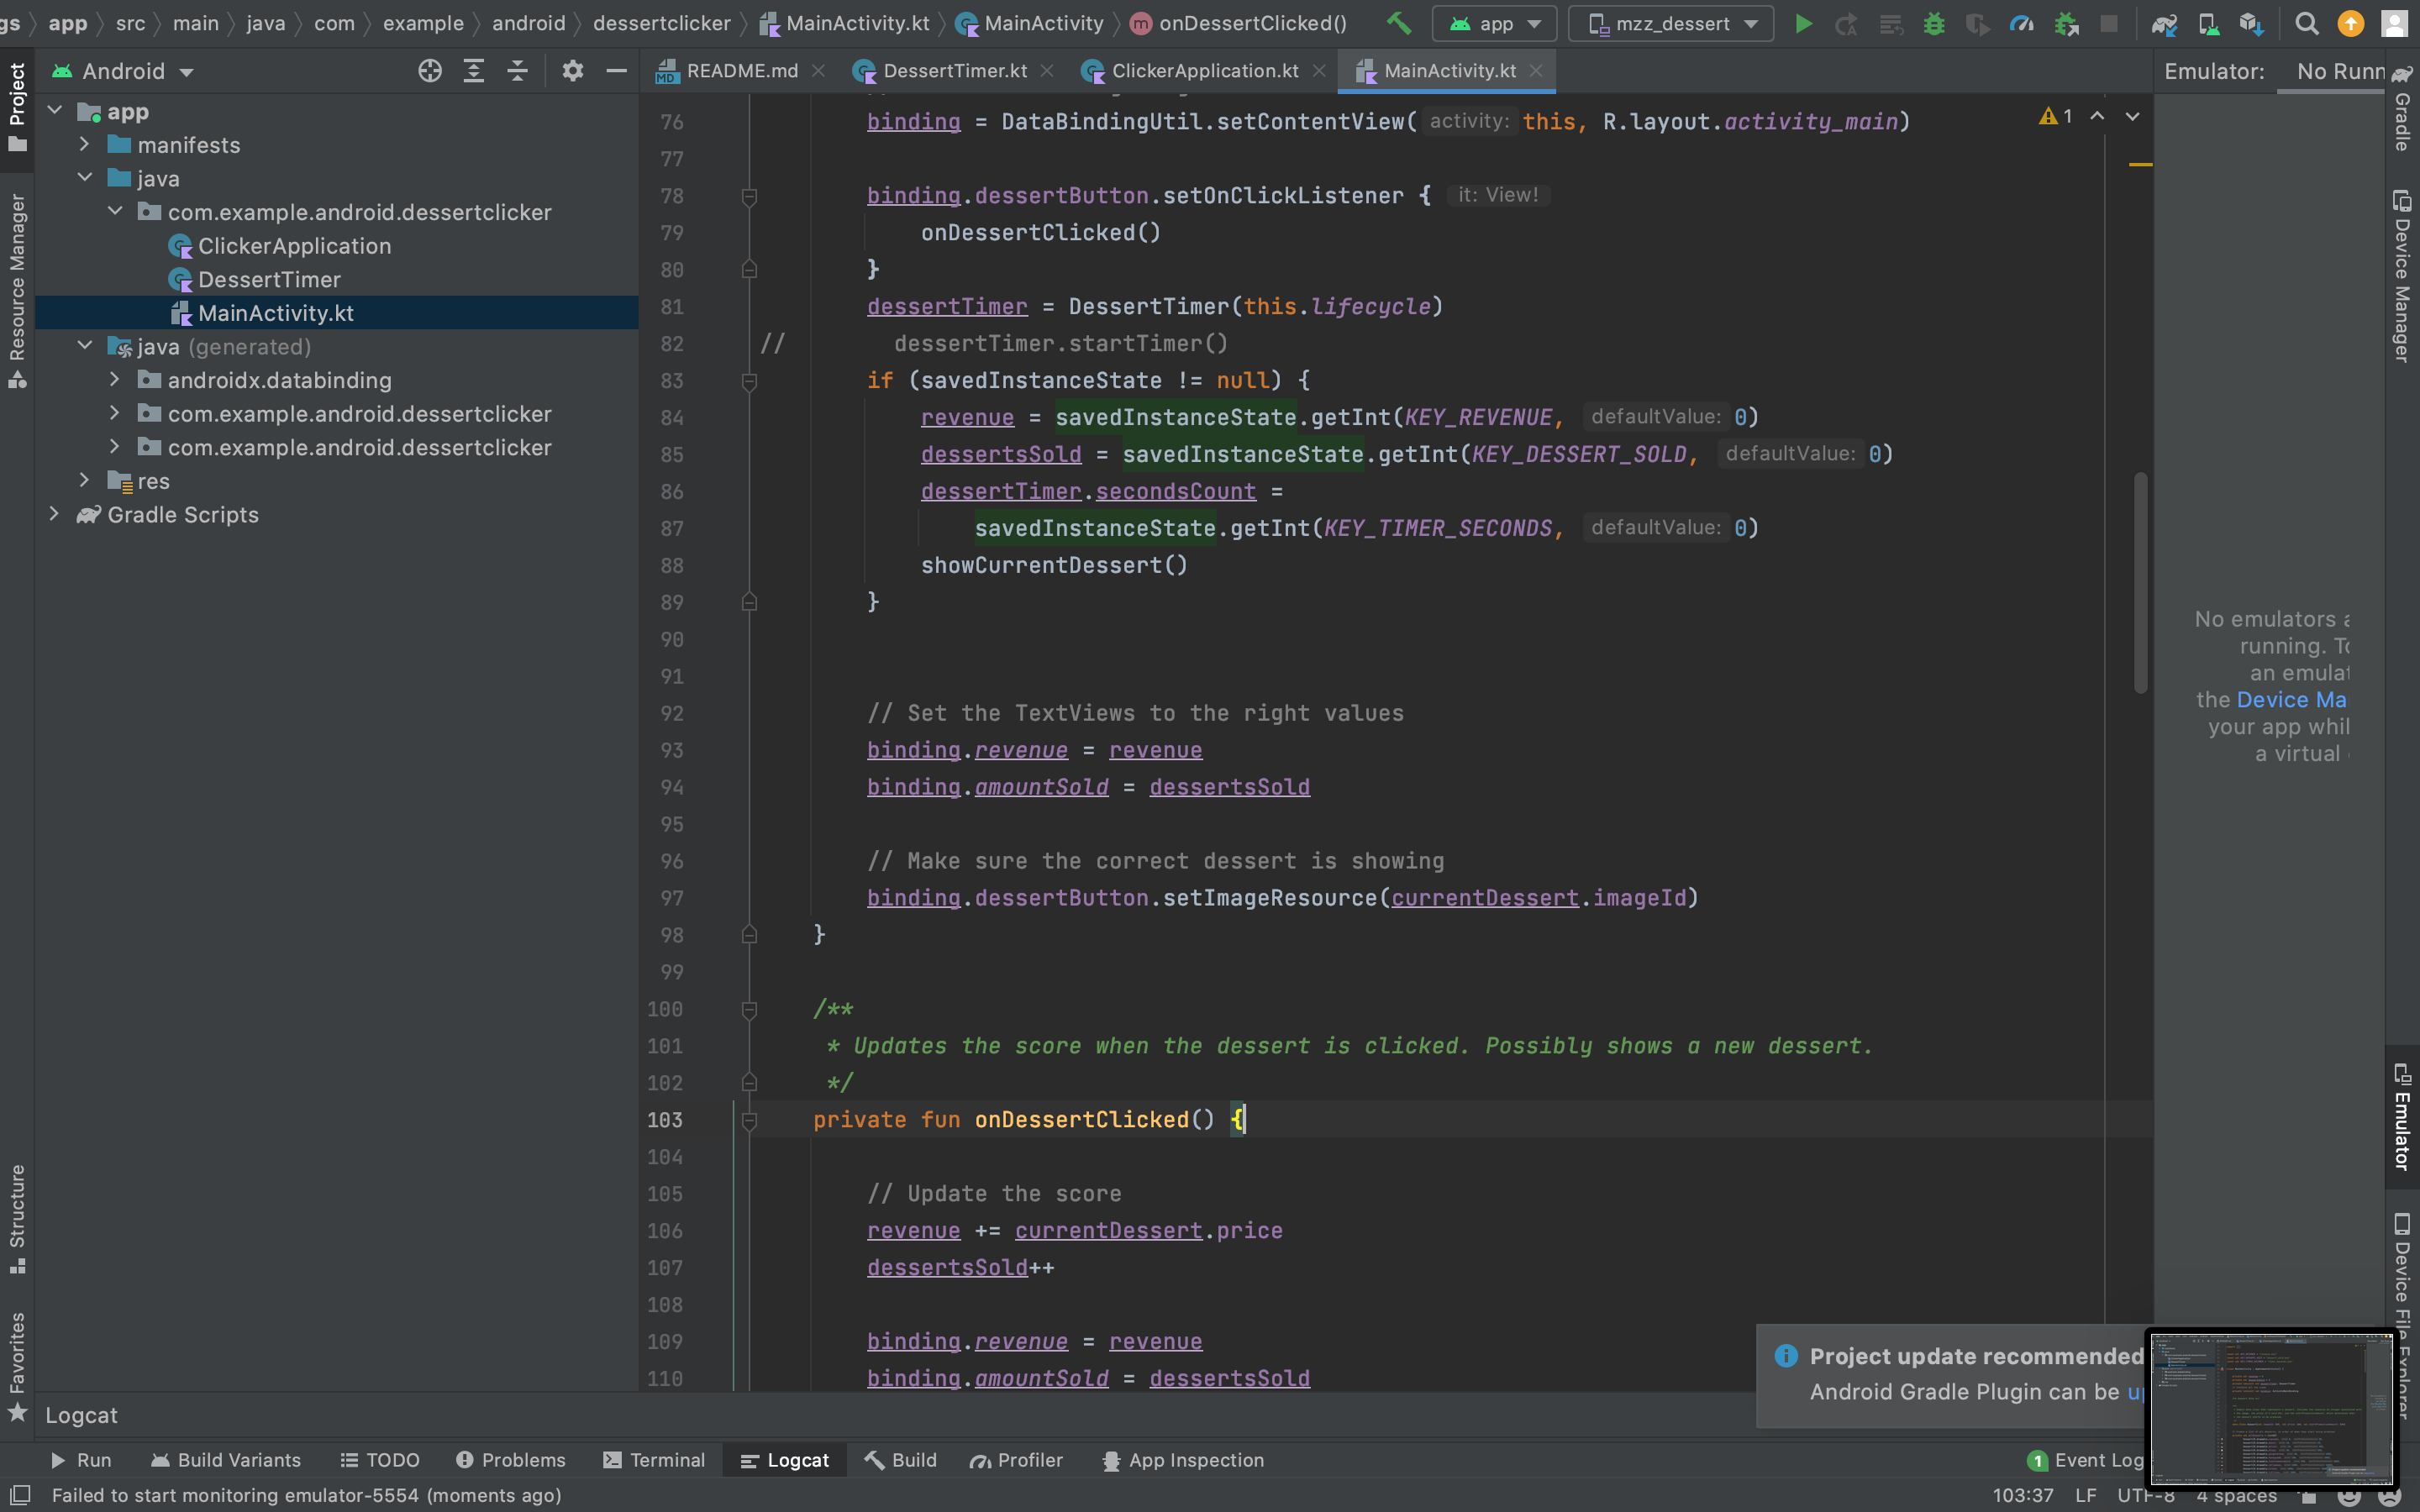 gs app src main java com example android dessertclicker MainActivity.kt MainActivity onDessertClicked() app mzz_dessert
Project
Resource Manager
Structure
Favorites
Android
app
manifests
java
com.example.android.dessertclicker
ClickerApplication
DessertTimer
MainActivity.kt
java (generated)
androidx.databinding
com.example.android.dessertclicker
com.example.android.dessertclicker
res
Gradle Scripts
README.md DessertTimer.kt ClickerApplication.kt MainActivity.kt
1
76 binding = DataBindingUtil.setContentView( activity: this, R.layout.activity_main)
77
78 binding.dessertButton.setOnClickListener { it: View!
79 onDessertClicked()
80 }
81 dessertTimer = DessertTimer(this.lifecycle)
82 // dessertTimer.startTimer()
83 if (savedInstanceState != null) {
84 revenue = savedInstanceState.getInt(KEY_REVENUE, defaultValue: 0)
85 dessertsSold = savedInstanceState.getInt(KEY_DESSERT_SOLD, defaultValue: 0)
86 dessertTimer.secondsCount =
87 savedInstanceState.getInt(KEY_TIMER_SECONDS, defaultValue: 0)
88 showCurrentDessert()
89 }
90
91
92 // Set the TextViews to the right values
93 binding.revenue = revenue
94 binding.amountSold = dessertsSold
95
96 // Make sure the correct dessert is showing
97 binding.dessertButton.setImageResource(currentDessert.imageId)
98 }
99
100 /**
101 * Updates the score when the dessert is clicked. Possibly shows a new dessert.
102 */
103 private fun onDessertClicked() {
104
105 // Update the score
106 revenue += currentDessert.price
107 dessertsSold++
108
109 binding.revenue = revenue
110 binding.amountSold = dessertsSold
Emulator: No Runn
No emulators a
running. To
an emulat
the Device Ma
your app whil
a virtual
Gradle
Device Manager
Emulator
Device File Explorer
Project update recommended
Android Gradle Plugin can be up
Logcat
Run Build Variants TODO Problems Terminal Logcat Build Profiler App Inspection 1 Event Log
Failed to start monitoring emulator-5554 (moments ago) 103:37 LF UTF-8 4 spaces